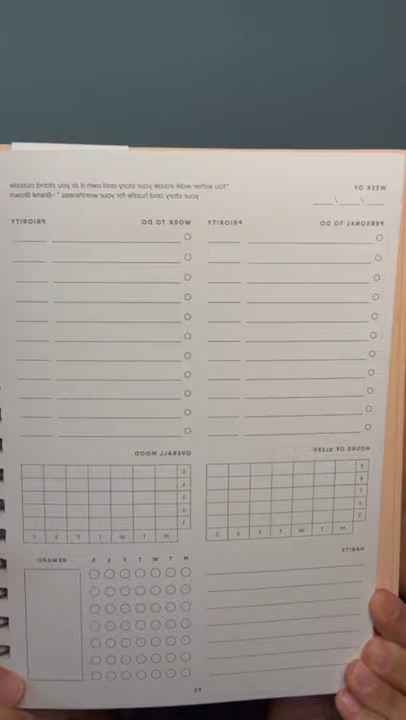 WEEK OF
"You either walk inside your story and own it or you stand outside
your story and hustle for your worthiness." -Brené Brown
PERSONAL TO DO PRIORITY WORK TO DO PRIORITY
HOURS OF SLEEP OVERALL MOOD
M T W T F S S M T W T F S S
HABITS M T W T F S S REWARD